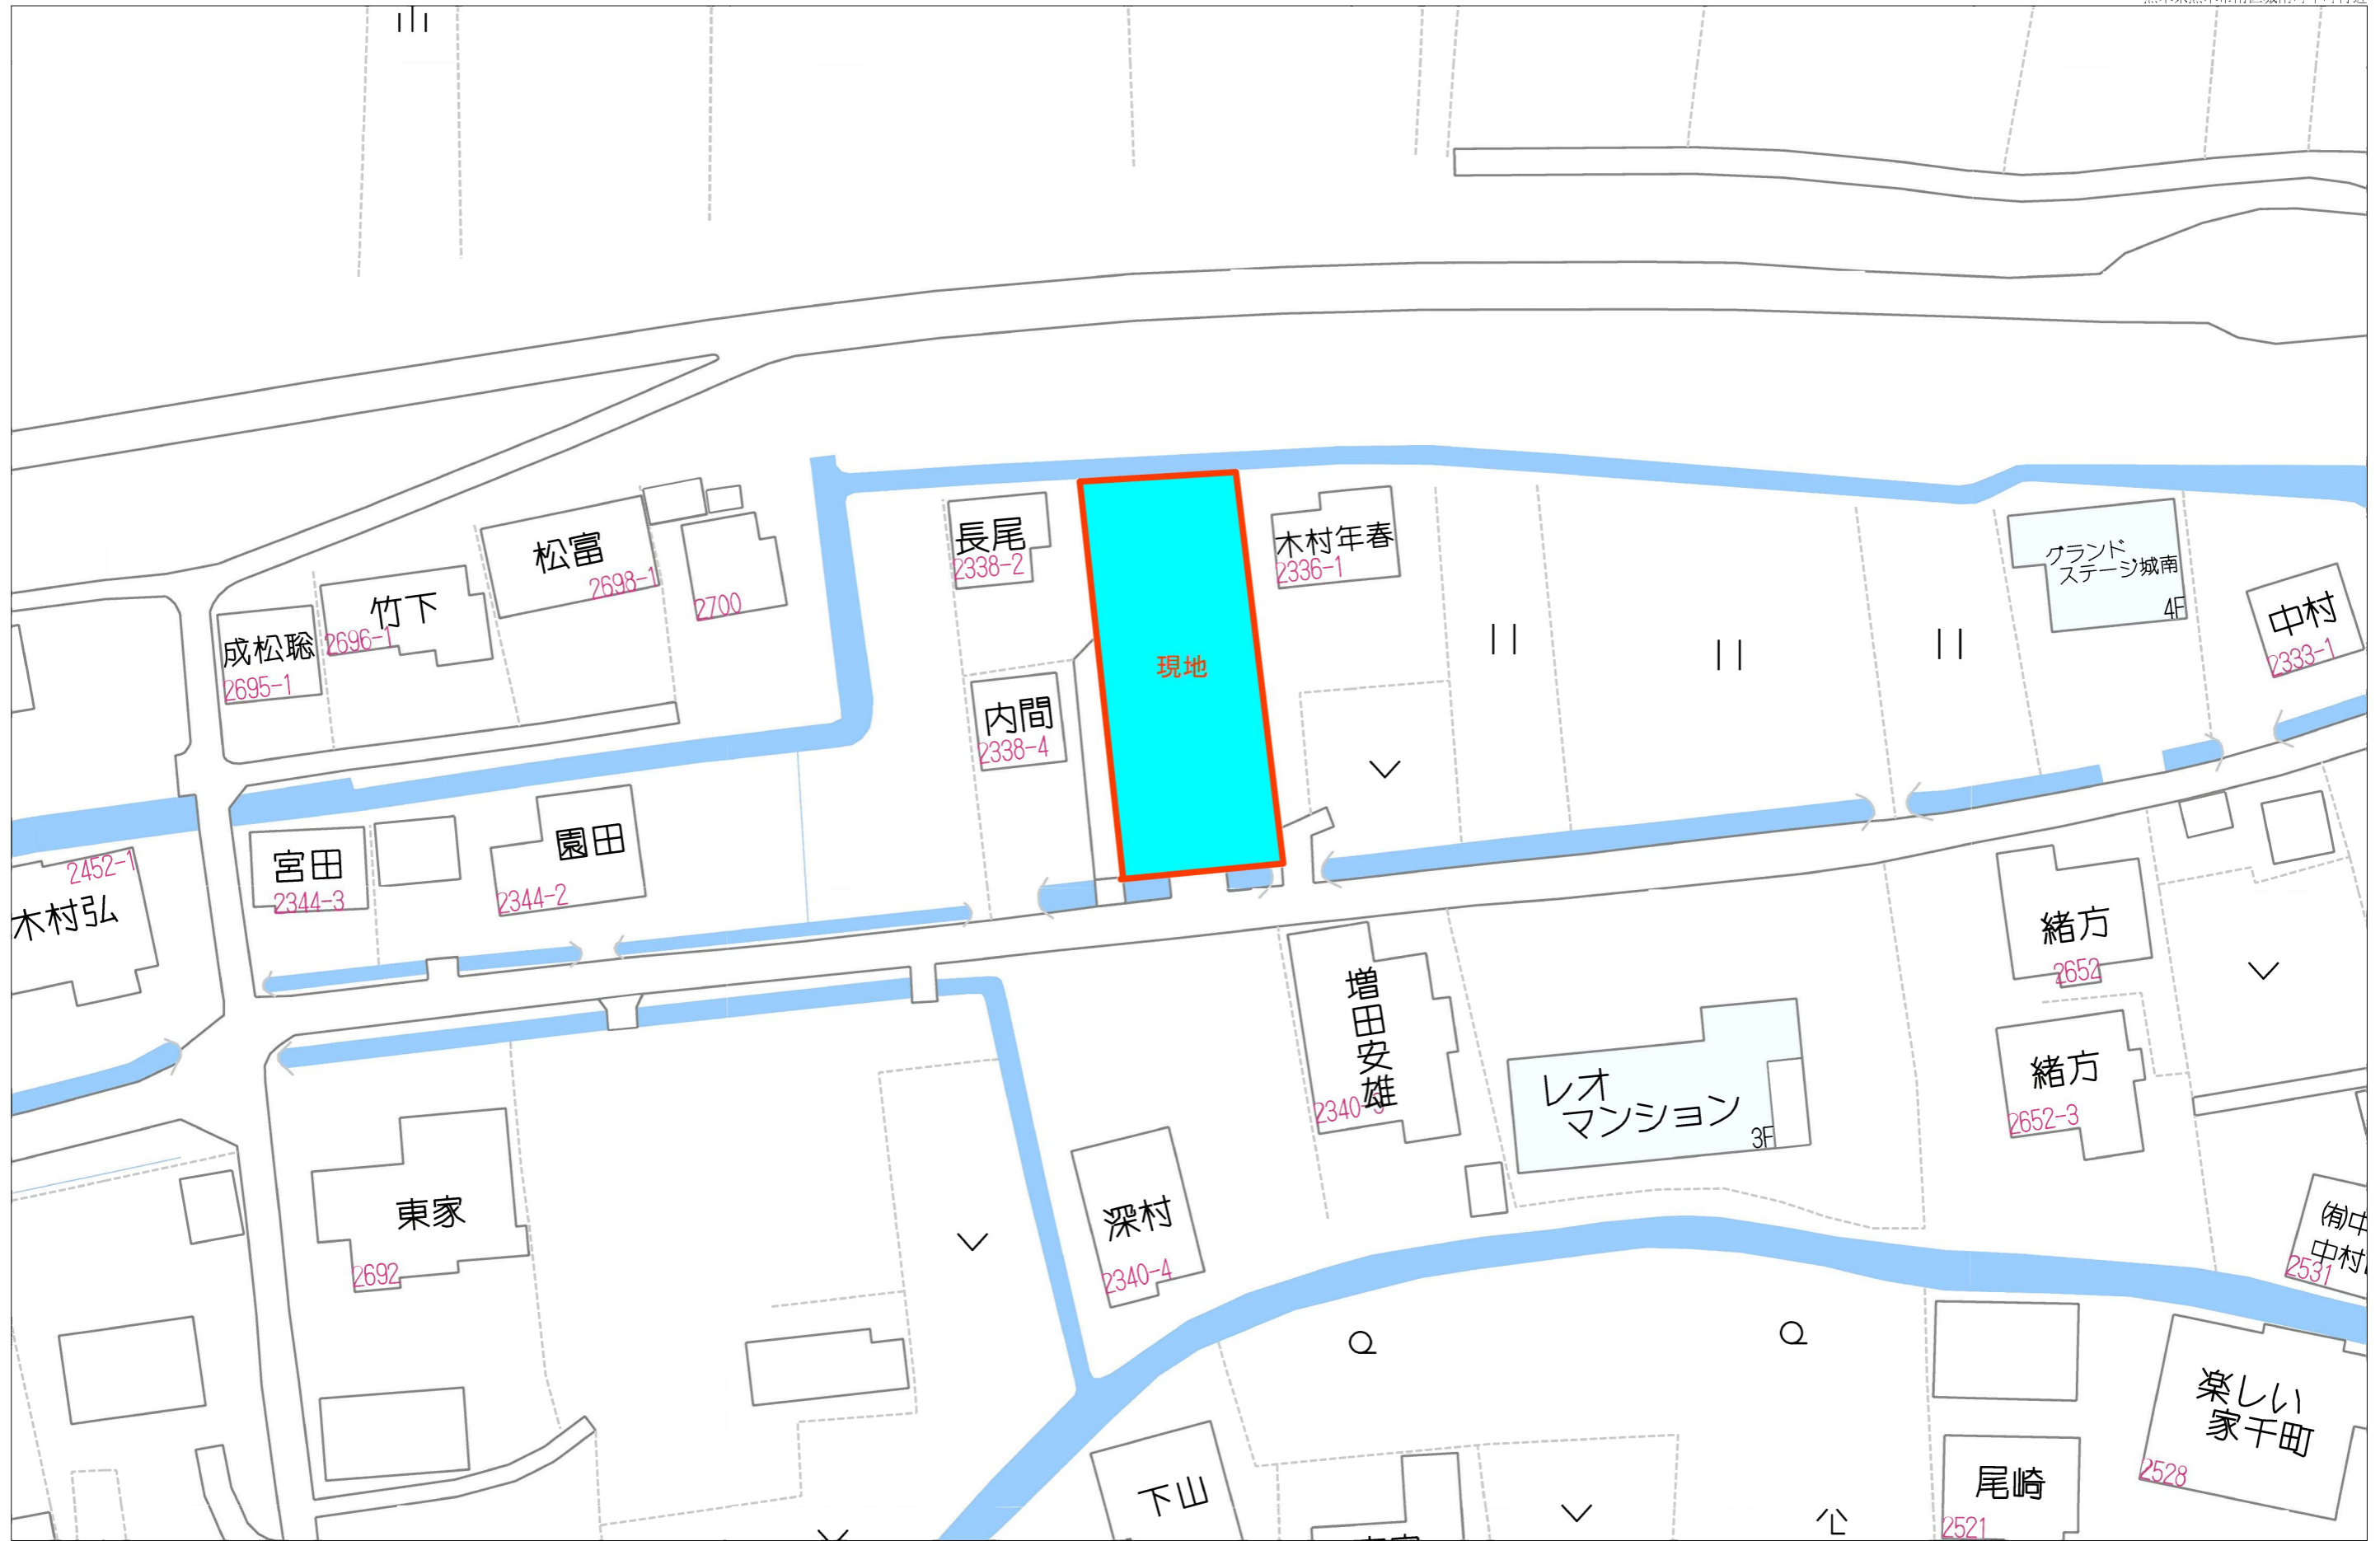 長尾
2338-2
木村年春
2336-1
グランド
ステージ城南
4F
松富
2698-1
2700
竹下
2696-1
成松聡
2695-1
中村
2333-1
現地
内間
2338-4
園田
2344-2
宮田
2344-3
2452-1
木村弘
緒方
2652
増田安雄
レオ
マンション
3F
緒方
2652-3
東家
2692
深村
2340-4
2531
楽しい
家千町
2528
下山
尾崎
2521